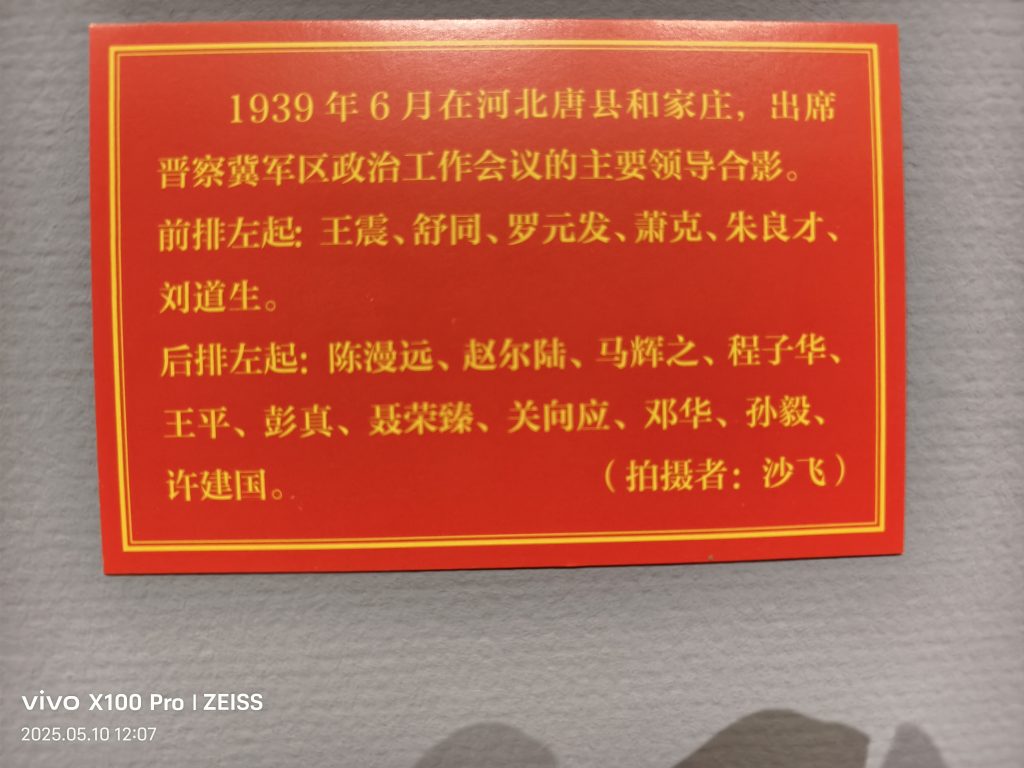 1939 年 6 月在河北唐县和家庄，出席
晋察冀军区政治工作会议的主要领导合影。
前排左起：王震、舒同、罗元发、萧克、朱良才、
刘道生。
后排左起：陈漫远、赵尔陆、马辉之、程子华、
王平、彭真、聂荣臻、关向应、邓华、孙毅、
许建国。 （拍摄者：沙飞）
vivo X100 Pro | ZEISS
2025.05.10 12:07